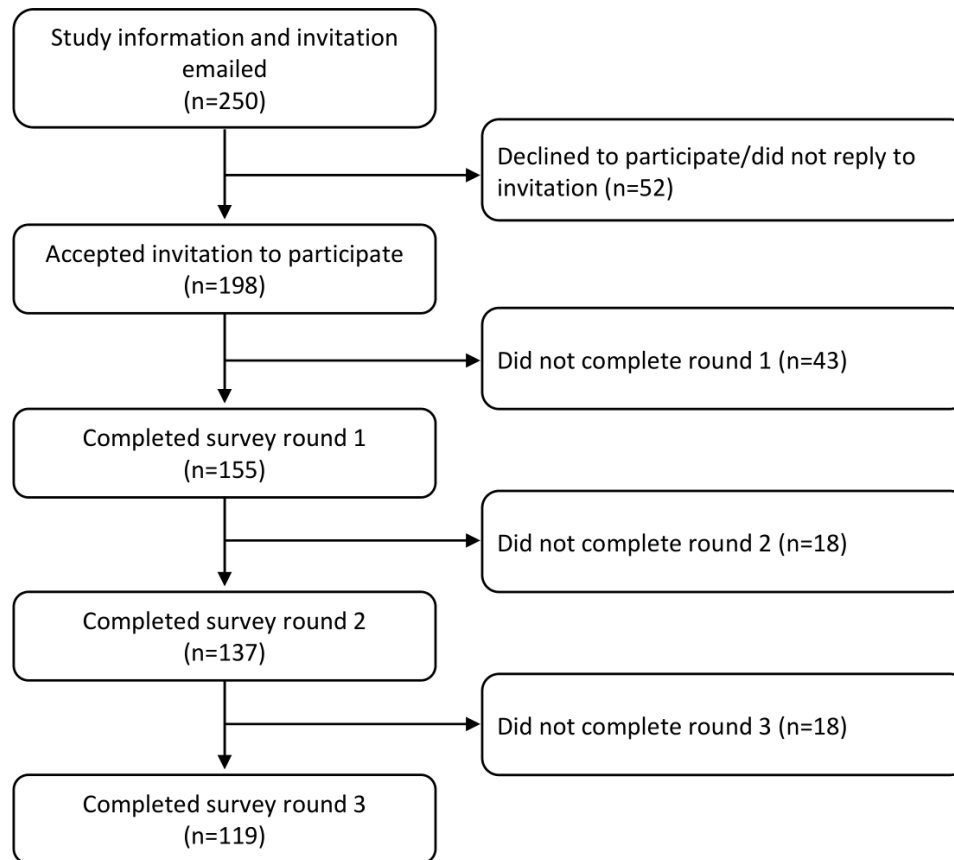 Study information and invitation
emailed
(n=250)
Declined to participate/did not reply to
invitation (n=52)
Accepted invitation to participate
(n=198)
Did not complete round 1 (n=43)
Completed survey round 1
(n=155)
Did not complete round 2 (n=18)
Completed survey round 2
(n=137)
Did not complete round 3 (n=18)
Completed survey round 3
(n=119)